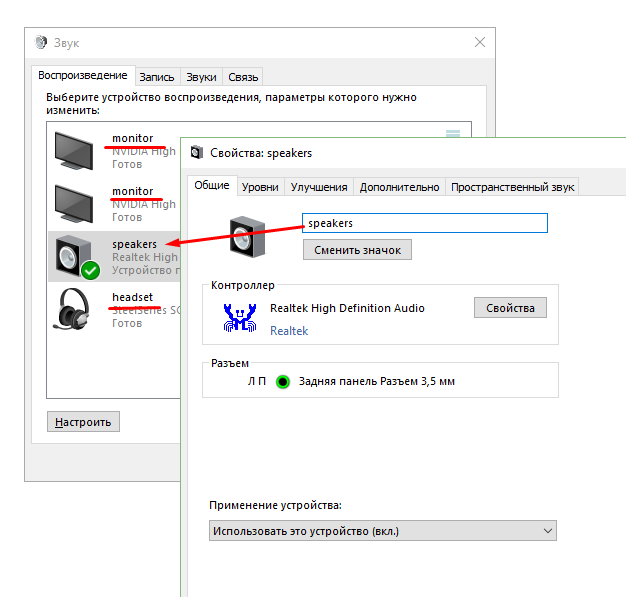 Звук
Воспроизведение Запись Звуки Связь
Выберите устройство воспроизведения, параметры которого нужно
изменить:
monitor
NVIDIA High
Готов
monitor
NVIDIA High
Готов
speakers
Realtek High
Устройство п
headset
SteelSeries SC
Готов
Настроить
Свойства: speakers
Общие Уровни Улучшения Дополнительно Пространственный звук
speakers
Сменить значок
Контроллер
Realtek High Definition Audio
Свойства
Realtek
Разъем
Л П Задняя панель Разъем 3,5 мм
Применение устройства:
Использовать это устройство (вкл.)